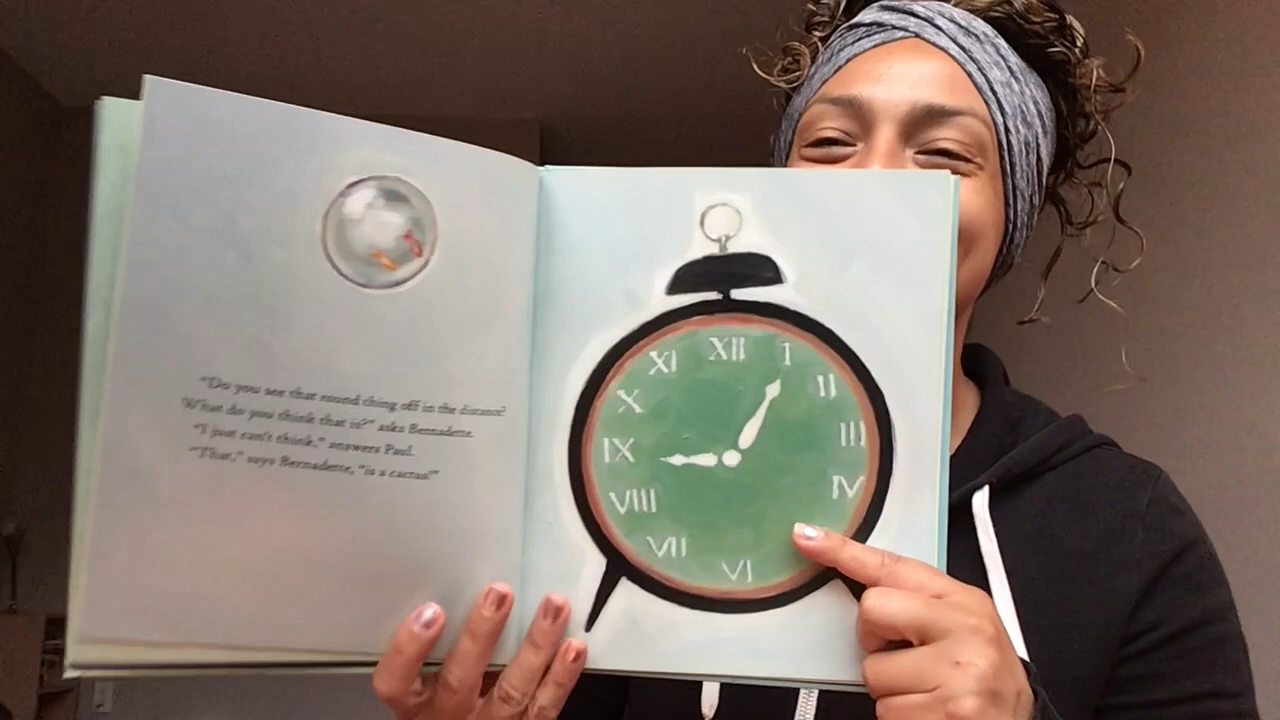 "Do you see that round thing off in the distance?
What do you think that is?" asks Bernadette.
"I just can't think," answers Paul.
"That," says Bernadette, "is a cactus!"
XII
I
II
III
IV
VI
VII
VIII
IX
X
XI